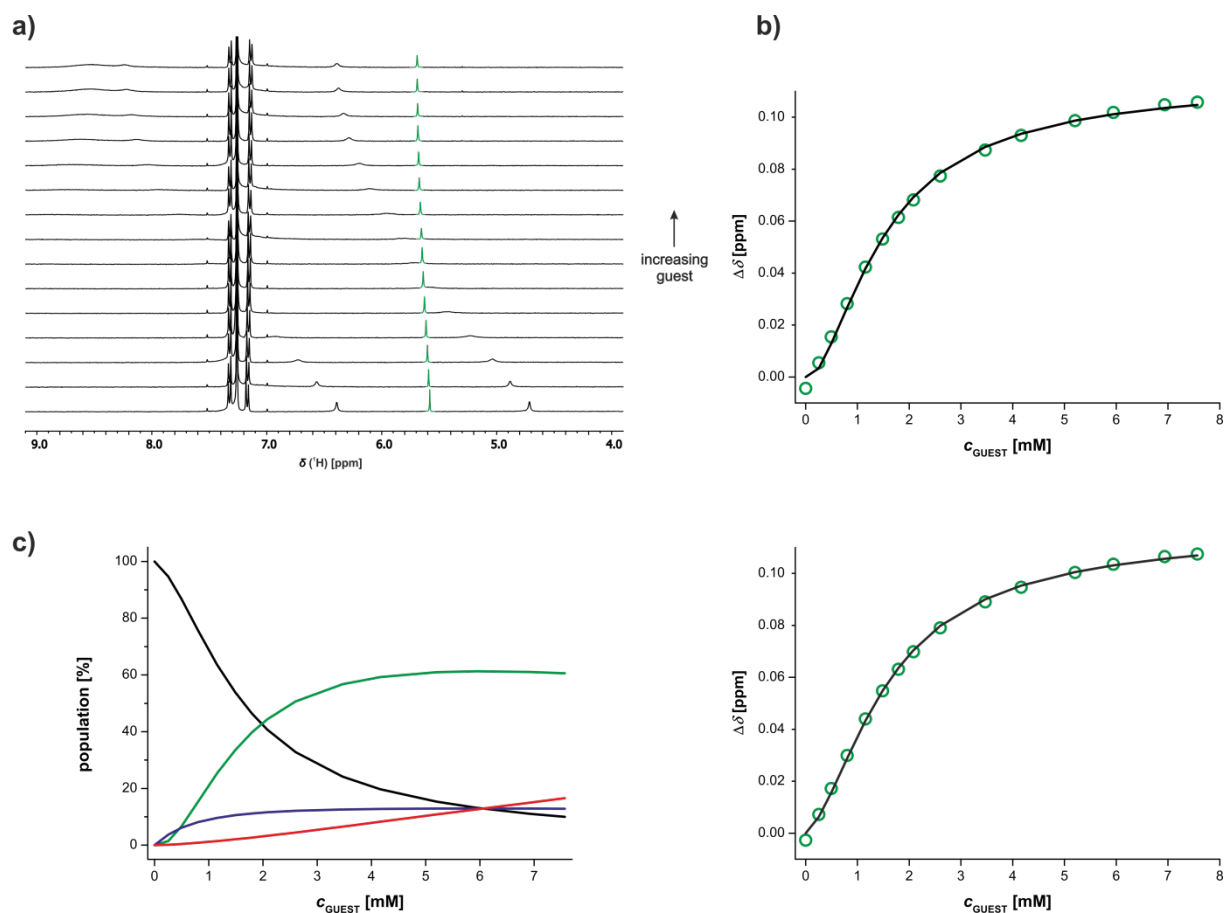 a)
increasing
guest
9.0 8.0 7.0 6.0 5.0 4.0
δ (¹H) [ppm]
b)
Δδ [ppm]
0.10
0.08
0.06
0.04
0.02
0.00
0 1 2 3 4 5 6 7 8
cGUEST [mM]
c)
population [%]
100
80
60
40
20
0
0 1 2 3 4 5 6 7
cGUEST [mM]
Δδ [ppm]
0.10
0.08
0.06
0.04
0.02
0.00
0 1 2 3 4 5 6 7 8
cGUEST [mM]